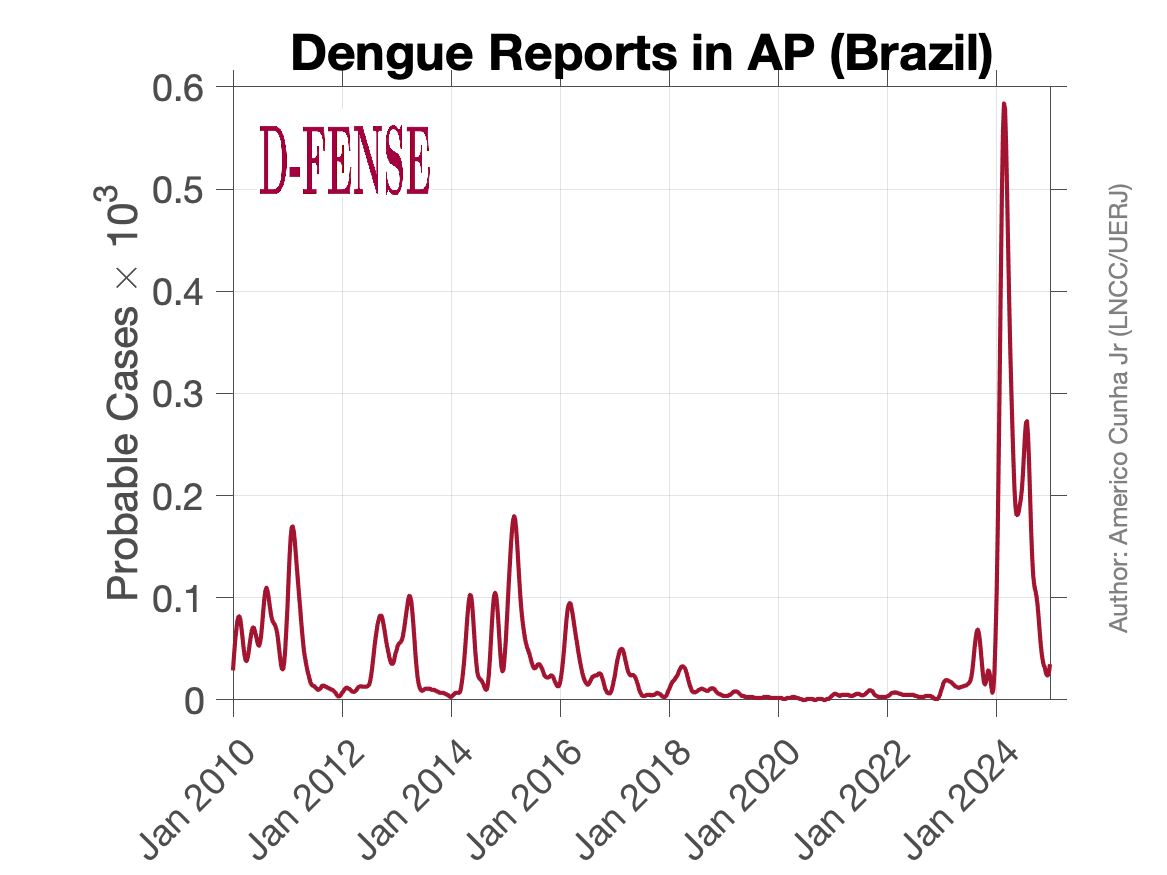 Dengue Reports in AP (Brazil)
D-FENSE
Probable Cases × 10³
0.6
0.5
0.4
0.3
0.2
0.1
0
Jan 2010
Jan 2012
Jan 2014
Jan 2016
Jan 2018
Jan 2020
Jan 2022
Jan 2024
Author: Americo Cunha Jr (LNCC/UERJ)